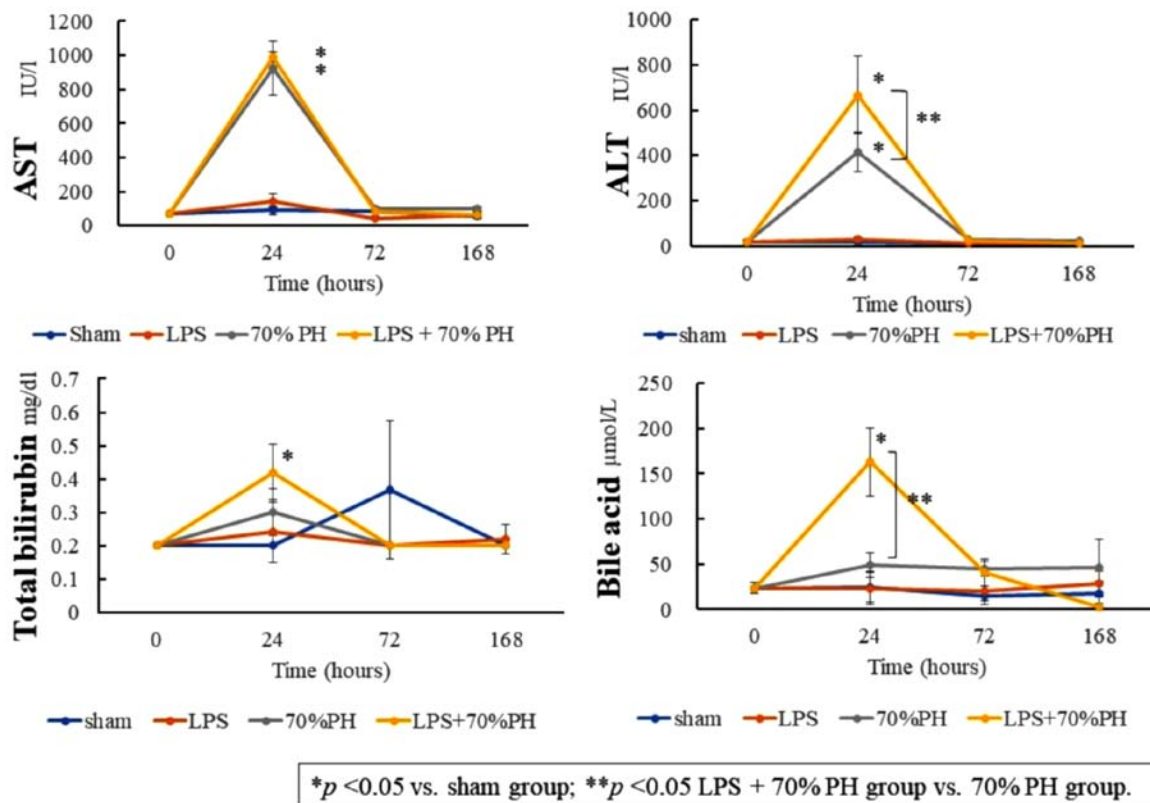 AST IU/l
1200
1000
800
600
400
200
0
*
*
0 24 72 168
Time (hours)
Sham LPS 70% PH LPS + 70% PH
ALT IU/l
1000
800
600
400
200
0
*
**
*
0 24 72 168
Time (hours)
sham LPS 70%PH LPS+70%PH
Total bilirubin mg/dl
0.7
0.6
0.5
0.4
0.3
0.2
0.1
0
*
0 24 72 168
Time (hours)
sham LPS 70%PH LPS+70%PH
Bile acid μmol/L
250
200
150
100
50
0
*
**
0 24 72 168
Time (hours)
sham LPS 70%PH LPS+70%PH
*p <0.05 vs. sham group; **p <0.05 LPS + 70% PH group vs. 70% PH group.